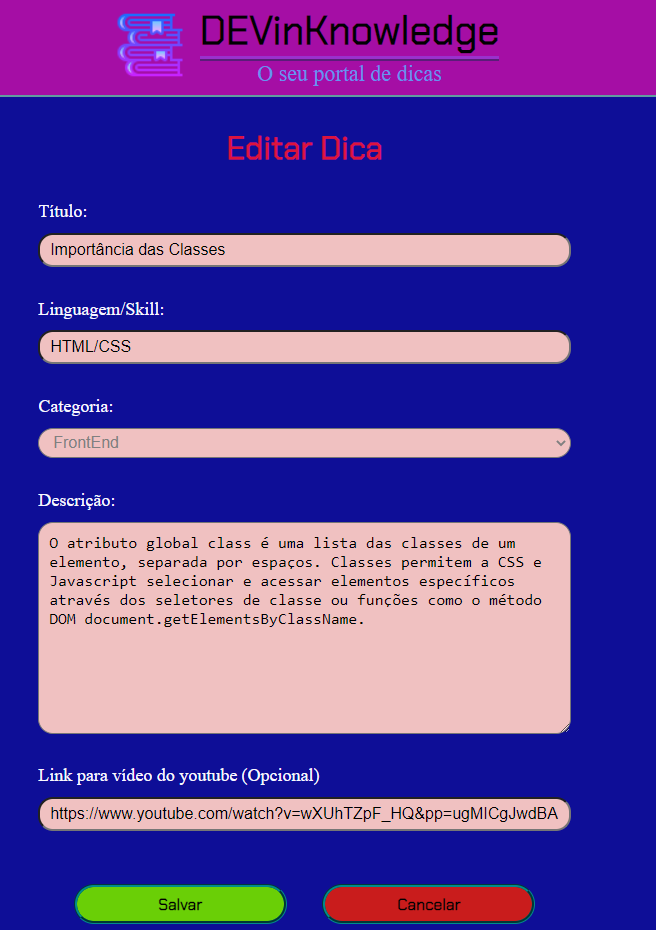 DEVinKnowledge
O seu portal de dicas
Editar Dica
Título:
Importância das Classes
Linguagem/Skill:
HTML/CSS
Categoria:
FrontEnd
Descrição:
O atributo global class é uma lista das classes de um
elemento, separada por espaços. Classes permitem a CSS e
Javascript selecionar e acessar elementos específicos
através dos seletores de classe ou funções como o método
DOM document.getElementsByClassName.
Link para vídeo do youtube (Opcional)
https://www.youtube.com/watch?v=wXUhTZpF_HQ&pp=ugMICgJwdBA
Salvar
Cancelar